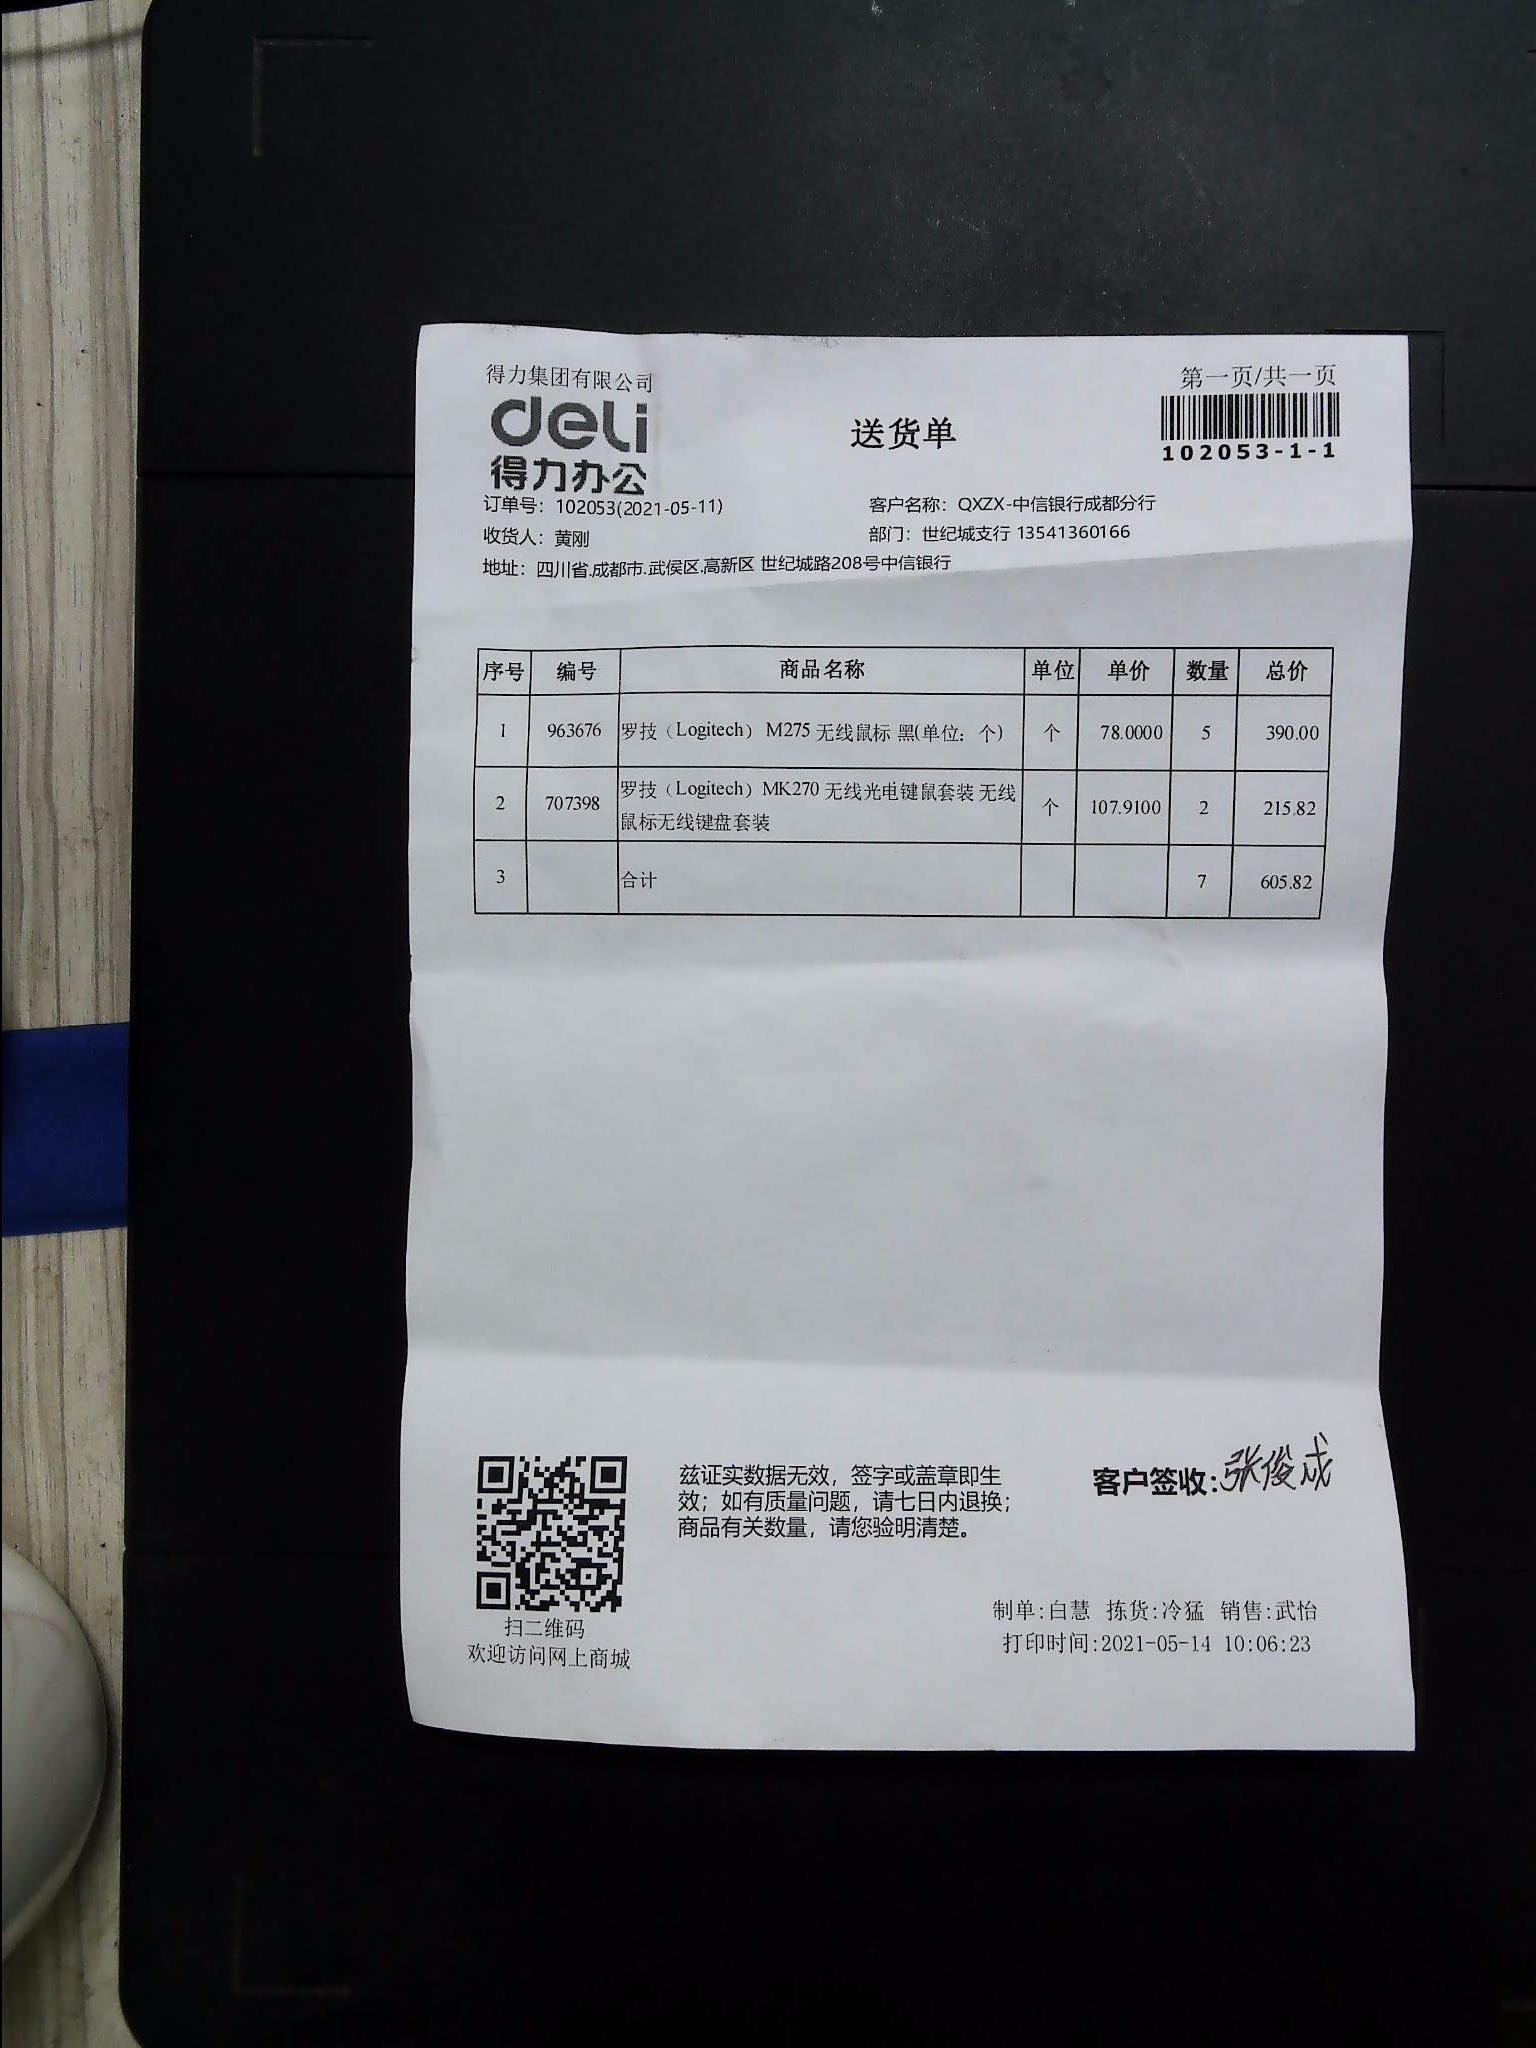 得力集团有限公司
第一页/共一页
deli
得力办公
送货单
102053-1-1
订单号：102053(2021-05-11)
客户名称：QXZX-中信银行成都分行
收货人：黄刚
部门：世纪城支行 13541360166
地址：四川省.成都市.武侯区.高新区 世纪城路208号中信银行
序号 编号 商品名称 单位 单价 数量 总价
1 963676 罗技（Logitech） M275 无线鼠标 黑(单位：个) 个 78.0000 5 390.00
2 707398 罗技（Logitech）MK270 无线光电键鼠套装 无线 个 107.9100 2 215.82
鼠标无线键盘套装
3 合计 7 605.82
兹证实数据无效，签字或盖章即生
效；如有质量问题，请七日内退换；
商品有关数量，请您验明清楚。
客户签收：张俊成
扫二维码
欢迎访问网上商城
制单:白慧 拣货:冷猛 销售:武怡
打印时间:2021-05-14 10:06:23